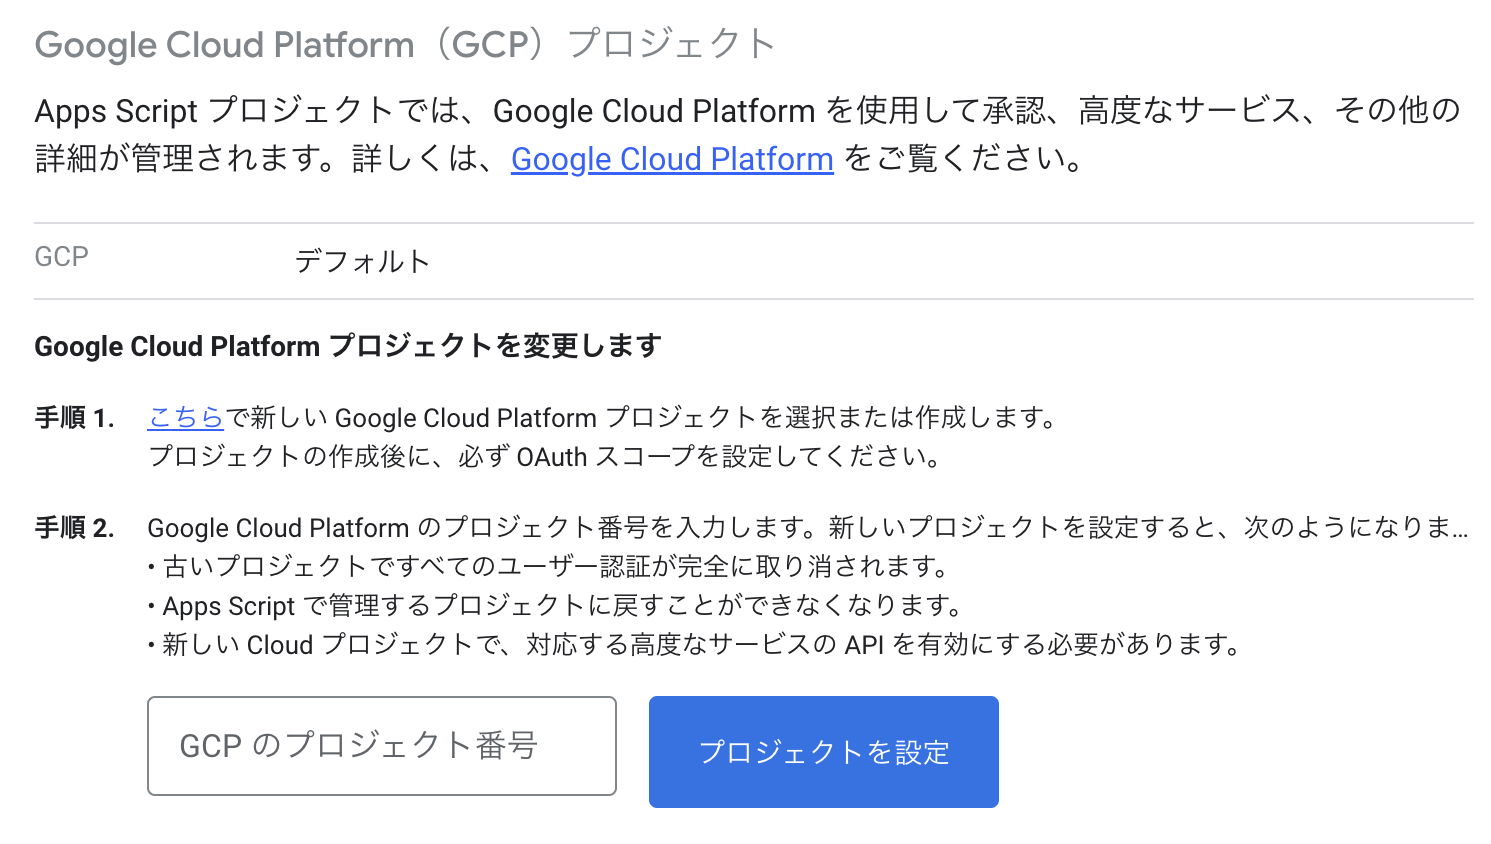 Google Cloud Platform（GCP）プロジェクト
Apps Script プロジェクトでは、Google Cloud Platform を使用して承認、高度なサービス、その他の
詳細が管理されます。詳しくは、Google Cloud Platform をご覧ください。
GCP デフォルト
Google Cloud Platform プロジェクトを変更します
手順 1. こちらで新しい Google Cloud Platform プロジェクトを選択または作成します。
プロジェクトの作成後に、必ず OAuth スコープを設定してください。
手順 2. Google Cloud Platform のプロジェクト番号を入力します。新しいプロジェクトを設定すると、次のようになりま...
• 古いプロジェクトですべてのユーザー認証が完全に取り消されます。
• Apps Script で管理するプロジェクトに戻すことができなくなります。
• 新しい Cloud プロジェクトで、対応する高度なサービスの API を有効にする必要があります。
GCP のプロジェクト番号 プロジェクトを設定